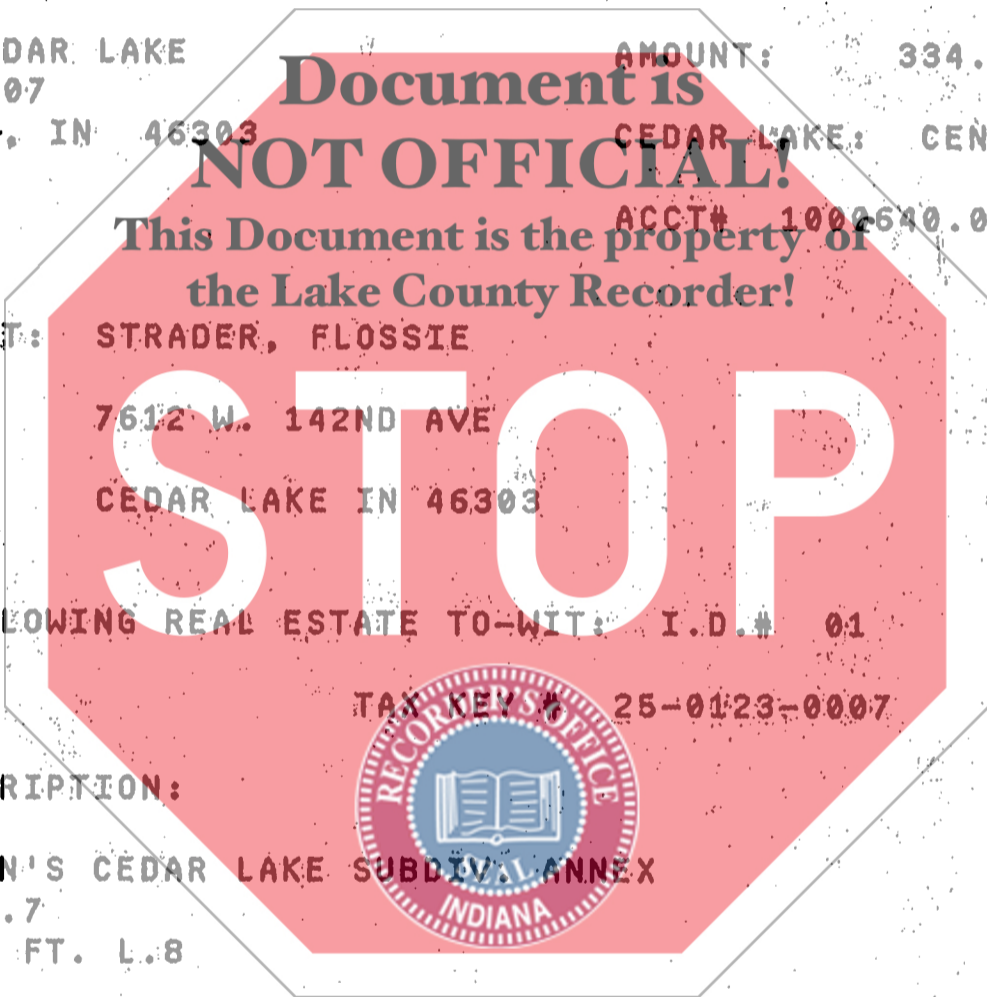 DAR LAKE AMOUNT: 334.
Document is
07
, IN 46303 CEDAR LAKE: CEN
NOT OFFICIAL!
ACCT# 1000640.0
This Document is the property of
the Lake County Recorder!
T: STRADER, FLOSSIE
STOP
7612 W. 142ND AVE
CEDAR LAKE IN 46303
LOWING REAL ESTATE TO-WIT: I.D.# 01
TAX KEY # 25-0123-0007
RECORDER'S OFFICE
RIPTION:
N'S CEDAR LAKE SUBDIV. ANNEX
SEAL
.7
INDIANA
FT. L.8